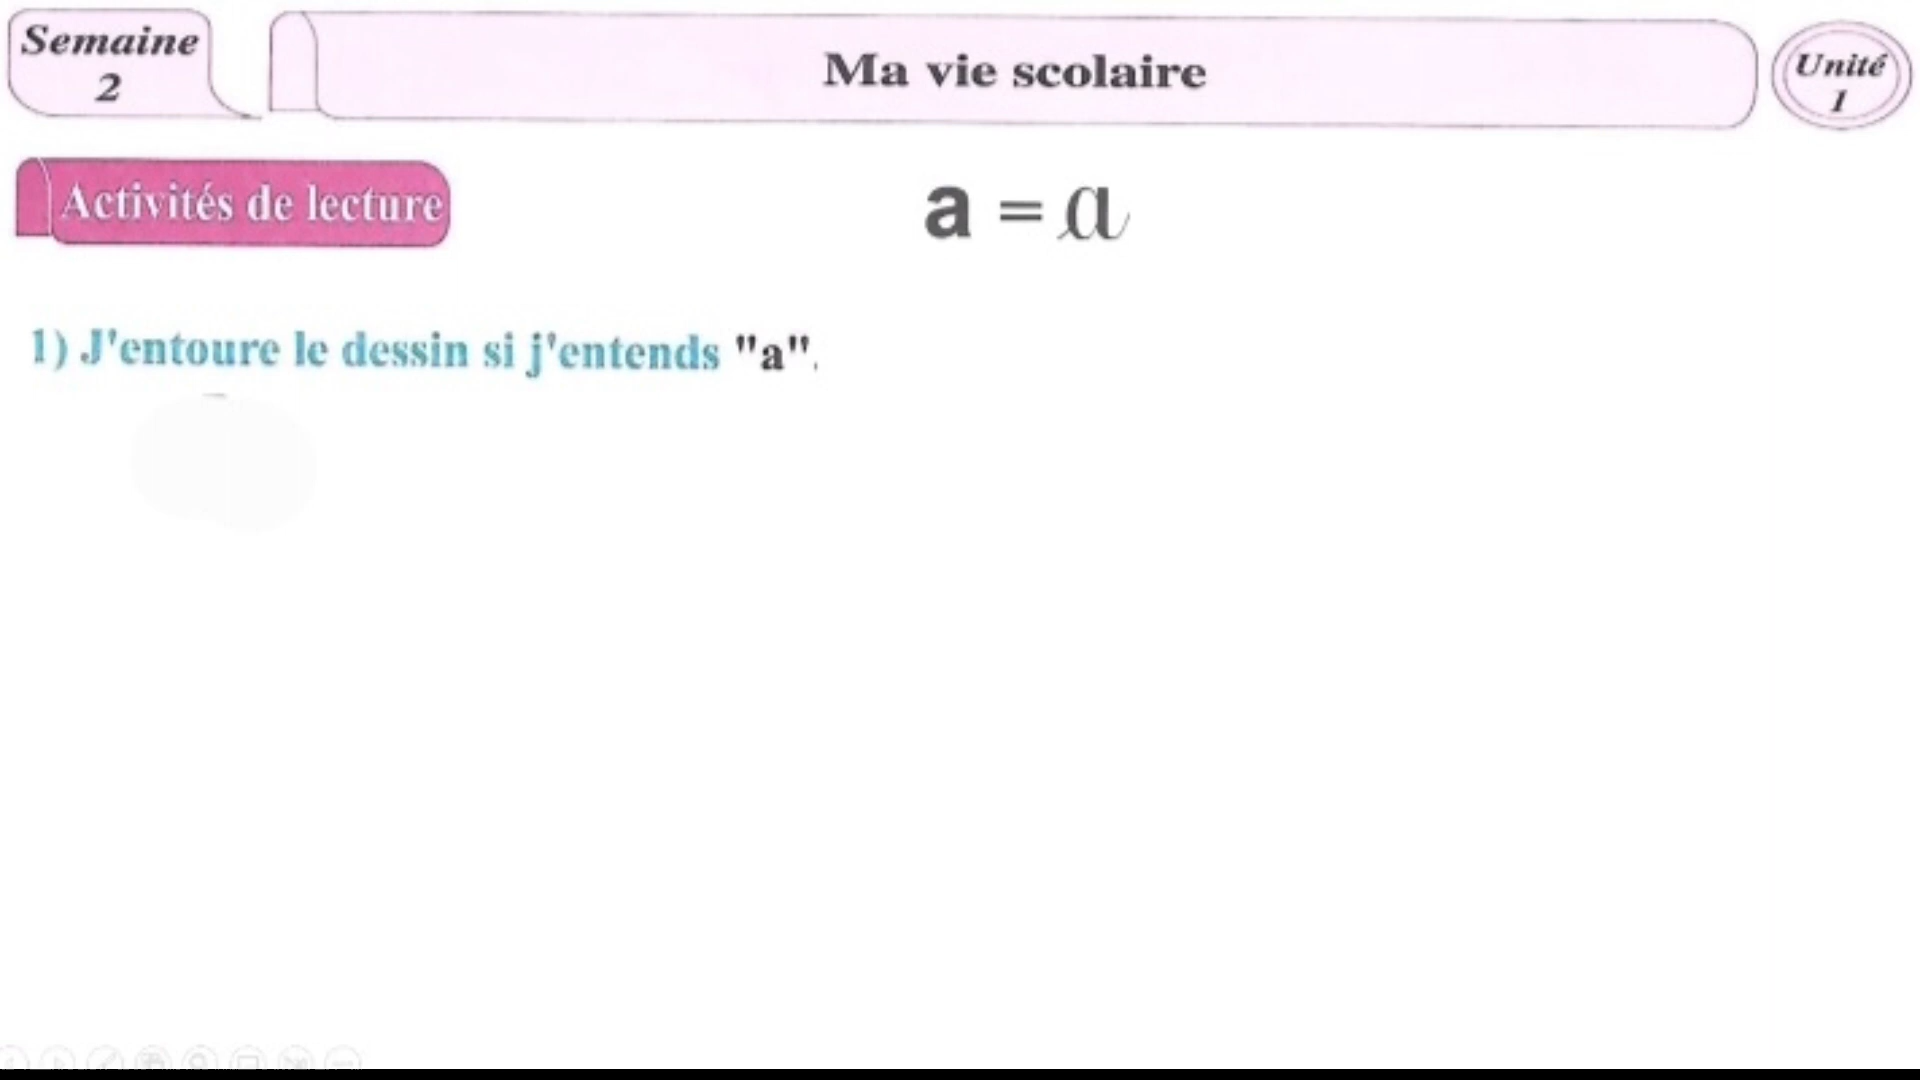 Semaine
2
Ma vie scolaire
Unité
1
Activités de lecture
a = a
1) J'entoure le dessin si j'entends "a".